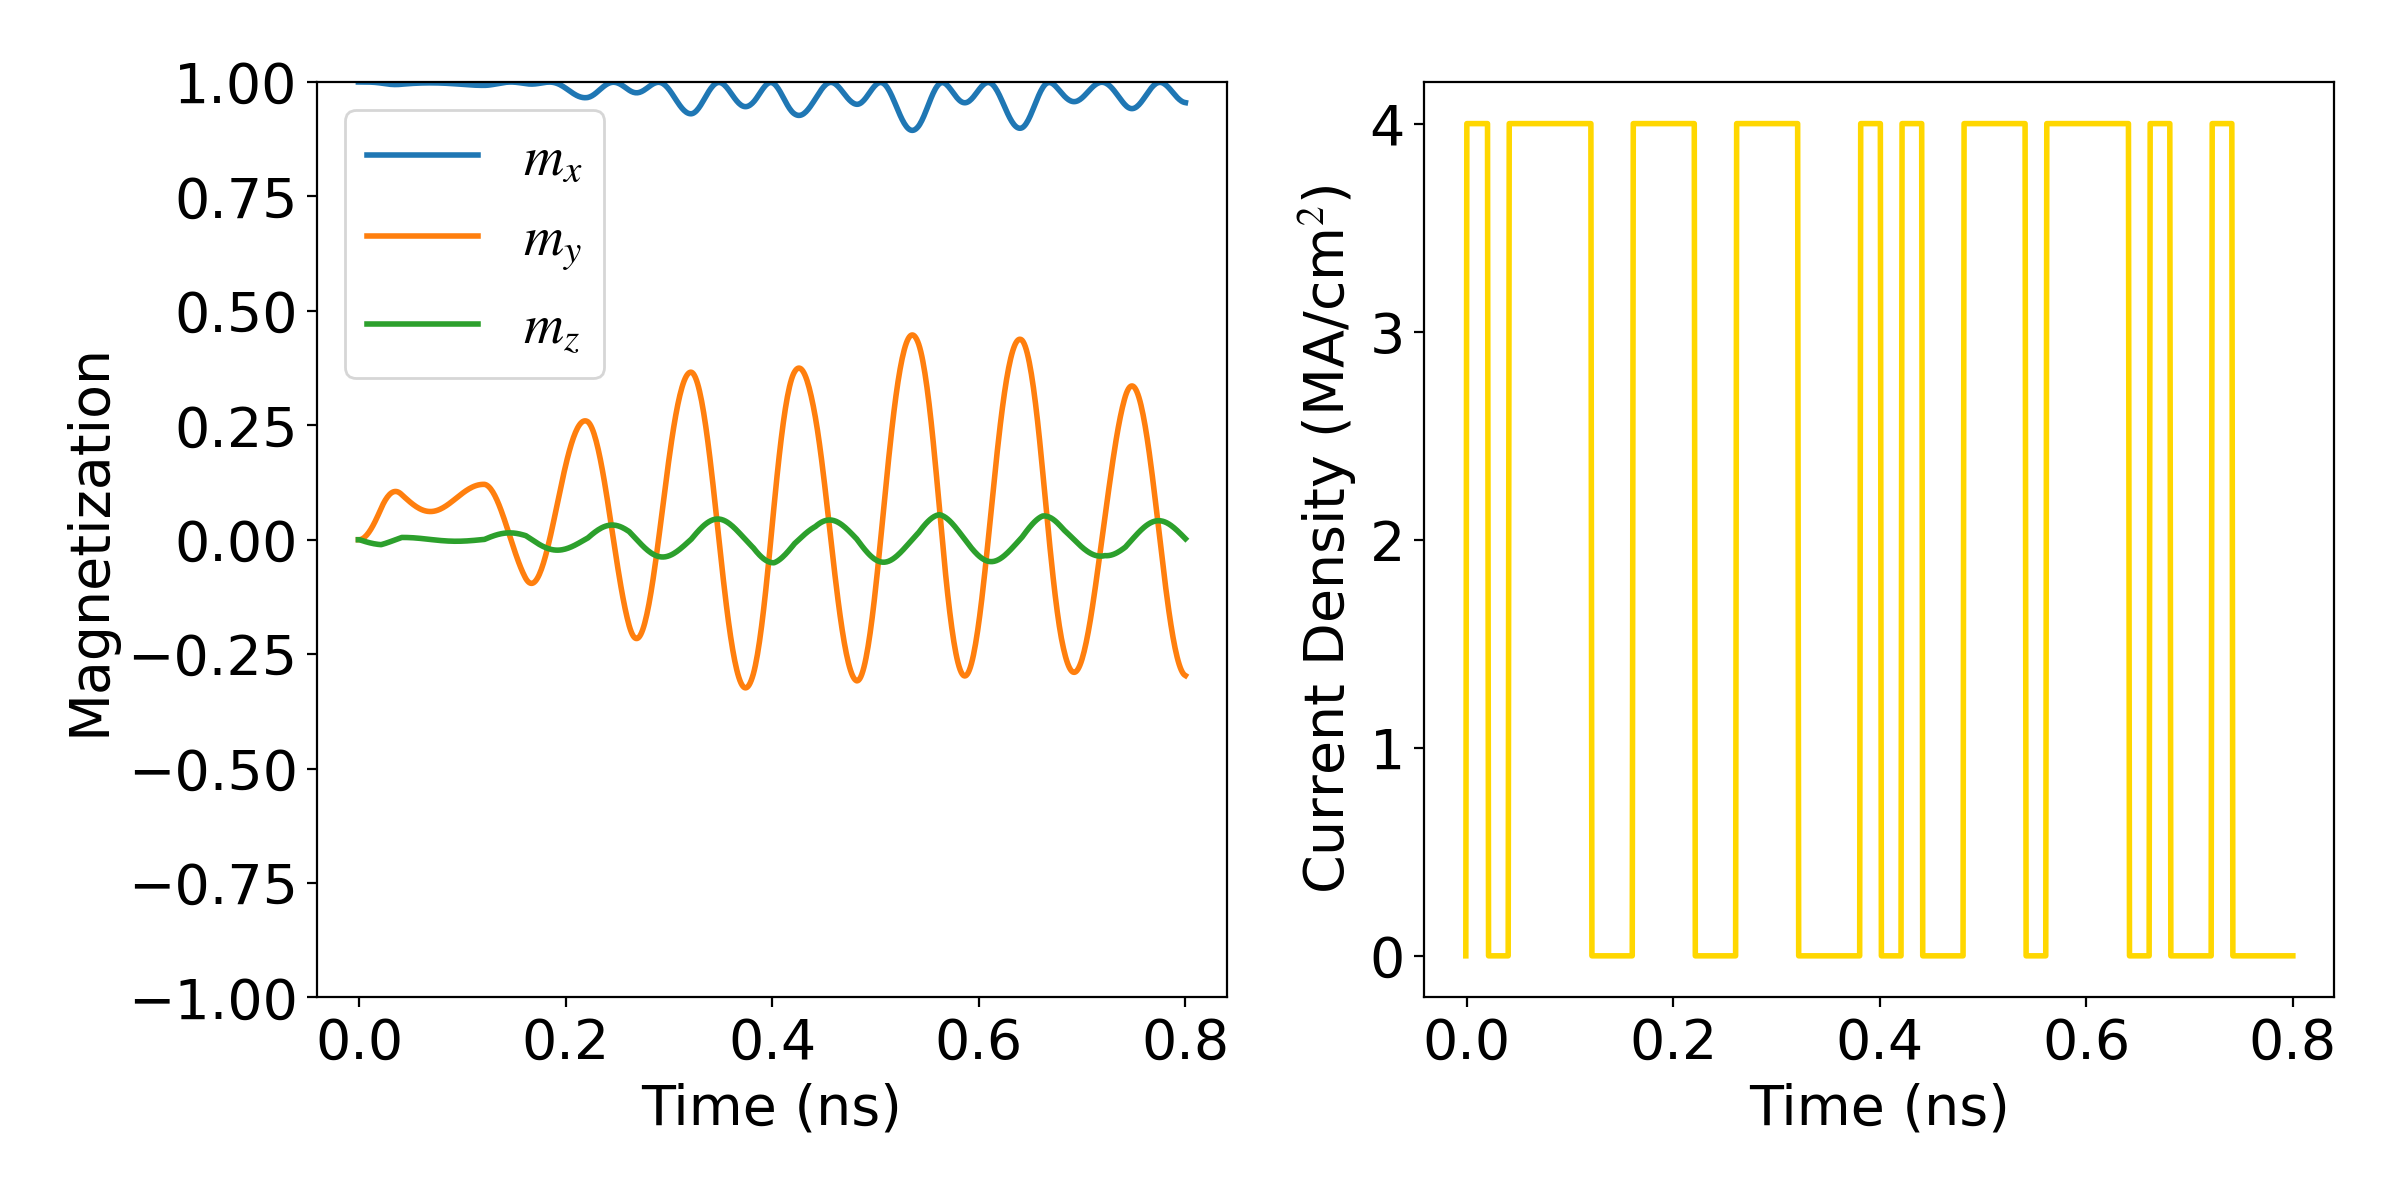 Magnetization
1.00
0.75
0.50
0.25
0.00
−0.25
−0.50
−0.75
−1.00
m_x
m_y
m_z
0.0 0.2 0.4 0.6 0.8
Time (ns)
Current Density (MA/cm²)
4
3
2
1
0
0.0 0.2 0.4 0.6 0.8
Time (ns)